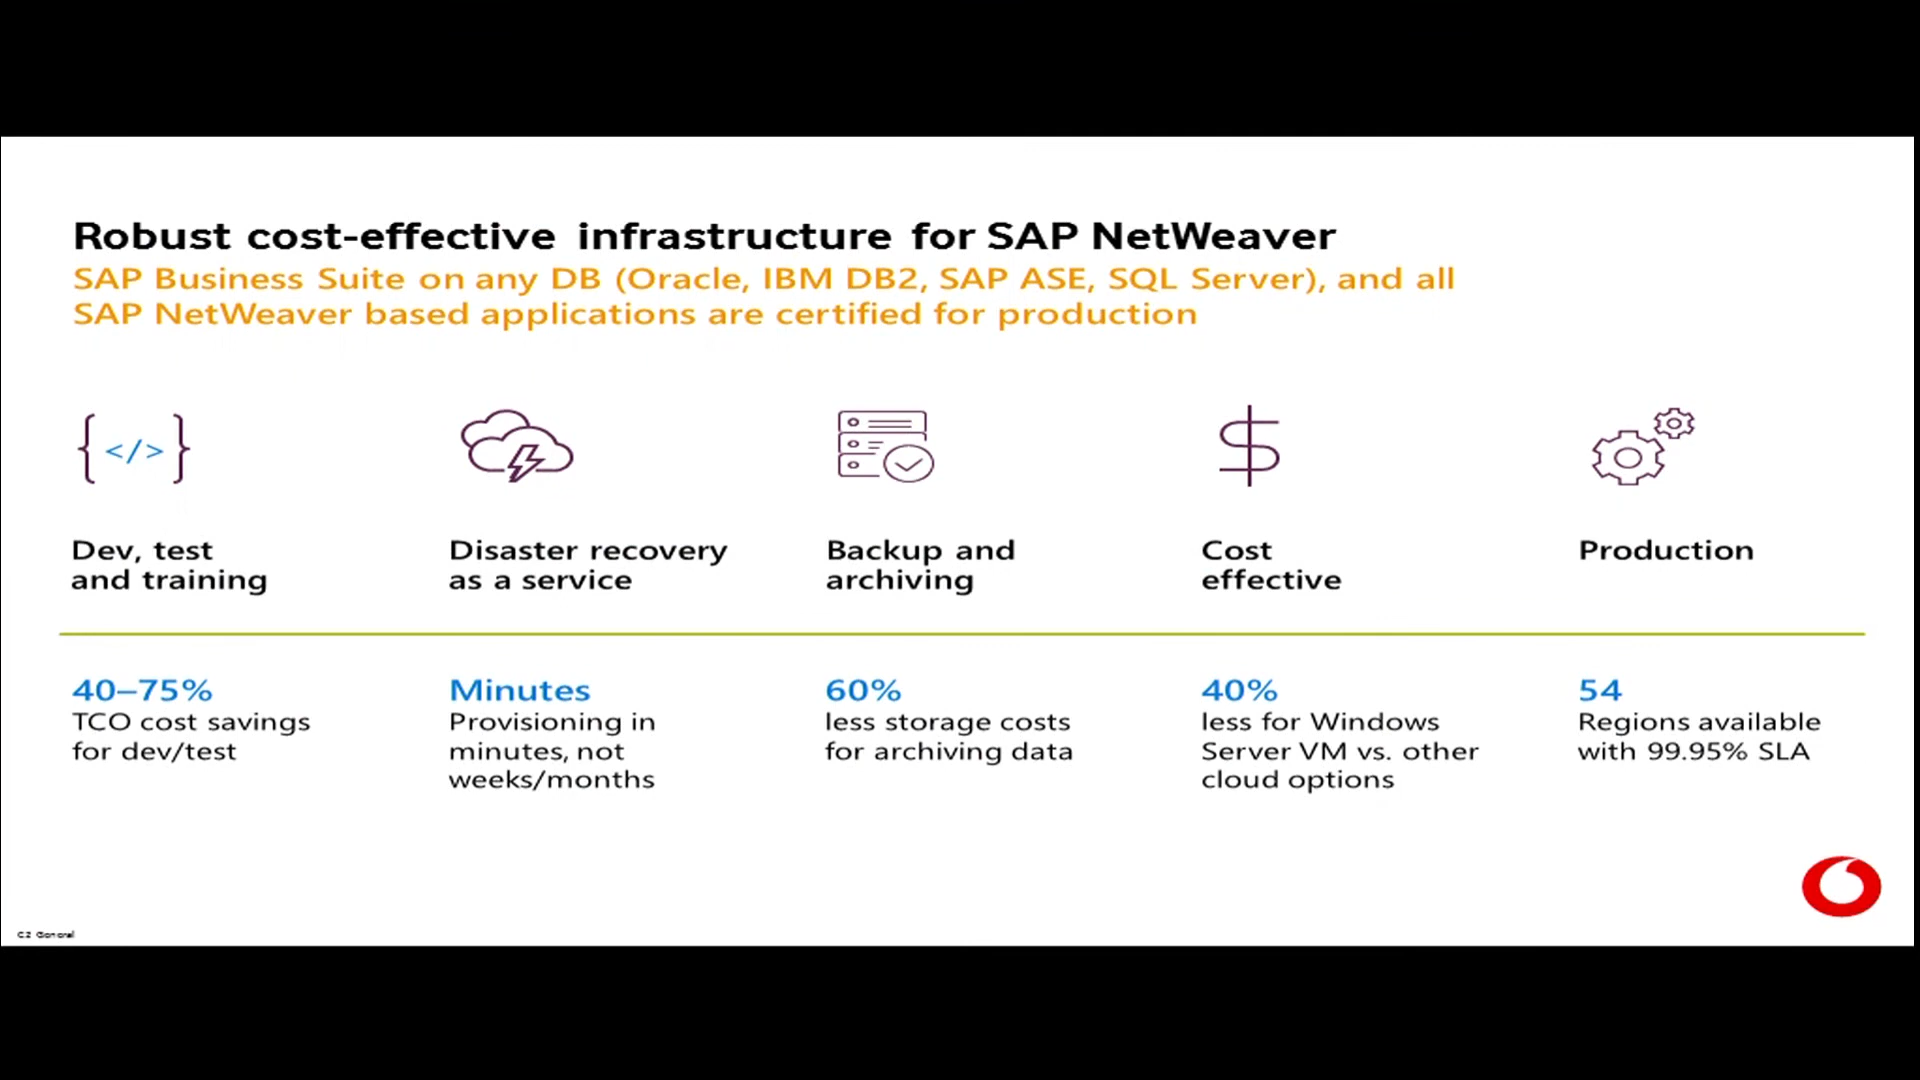 Robust cost-effective infrastructure for SAP NetWeaver
SAP Business Suite on any DB (Oracle, IBM DB2, SAP ASE, SQL Server), and all
SAP NetWeaver based applications are certified for production
{</>}
Dev, test
and training
40–75%
TCO cost savings
for dev/test
Disaster recovery
as a service
Minutes
Provisioning in
minutes, not
weeks/months
Backup and
archiving
60%
less storage costs
for archiving data
$
Cost
effective
40%
less for Windows
Server VM vs. other
cloud options
Production
54
Regions available
with 99.95% SLA
C2 General